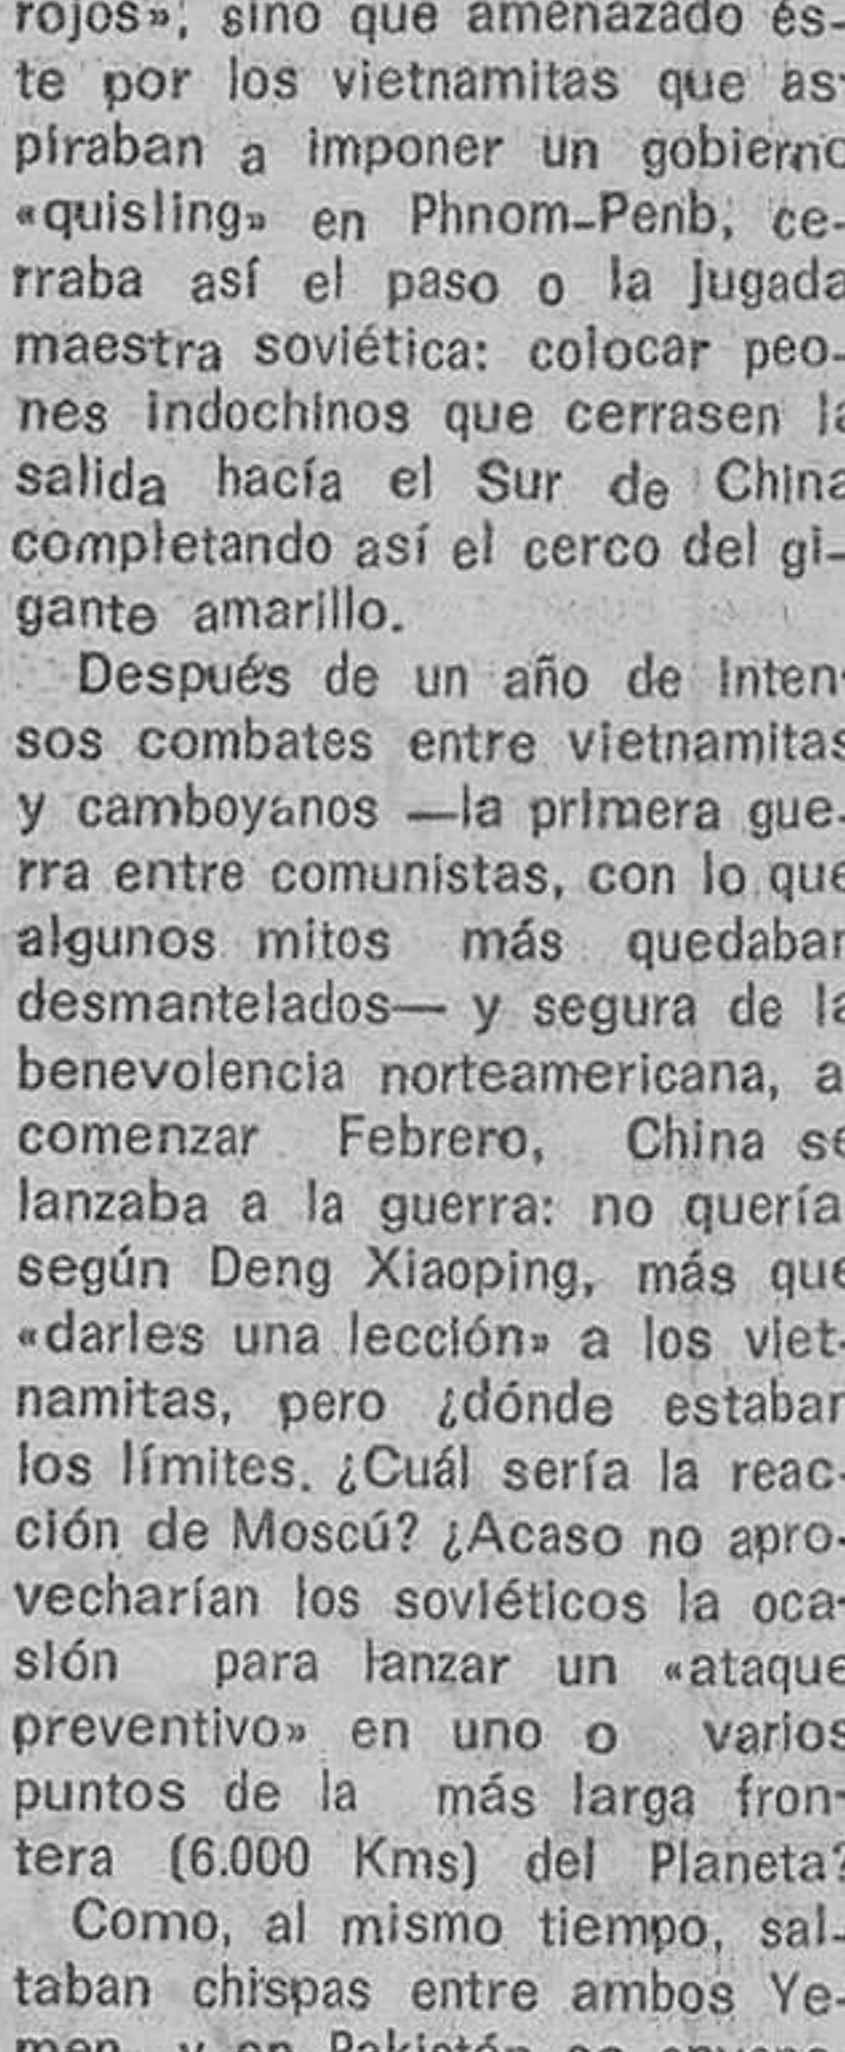 rojos», sino que amenazado és-
te por los vietnamitas que as-
piraban a imponer un gobierno
«quisling» en Phnom-Penb, ce-
rraba así el paso o la jugada
maestra soviética: colocar peo-
nes indochinos que cerrasen la
salida hacía el Sur de China
completando así el cerco del gi-
gante amarillo.
Después de un año de inten-
sos combates entre vietnamitas
y camboyanos —la primera gue-
rra entre comunistas, con lo que
algunos mitos más quedaban
desmantelados— y segura de la
benevolencia norteamericana, a
comenzar Febrero, China se
lanzaba a la guerra: no quería
según Deng Xiaoping, más que
«darles una lección» a los viet-
namitas, pero ¿dónde estaban
los límites. ¿Cuál sería la reac-
ción de Moscú? ¿Acaso no apro-
vecharían los soviéticos la oca-
sión para lanzar un «ataque
preventivo» en uno o varios
puntos de la más larga fron-
tera (6.000 Kms) del Planeta?
Como, al mismo tiempo, sal-
taban chispas entre ambos Ye-
men, y en Pakistán